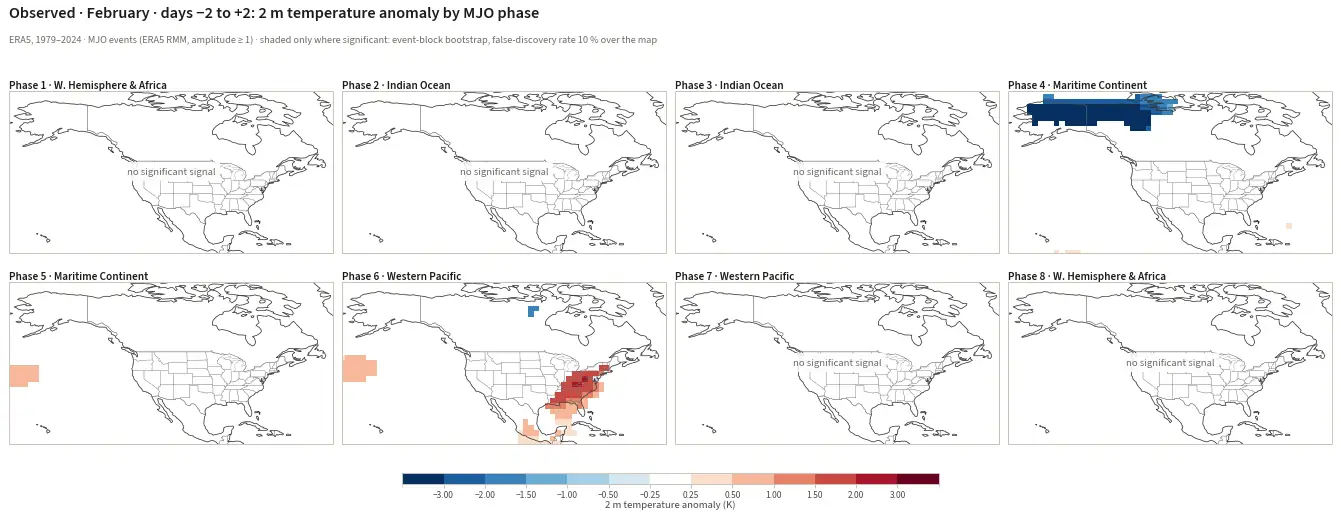 Observed · February · days −2 to +2: 2 m temperature anomaly by MJO phase
ERA5, 1979–2024 · MJO events (ERA5 RMM, amplitude ≥ 1) · shaded only where significant: event-block bootstrap, false-discovery rate 10 % over the map
Phase 1 · W. Hemisphere & Africa
Phase 2 · Indian Ocean
Phase 3 · Indian Ocean
Phase 4 · Maritime Continent
no significant signal
no significant signal
no significant signal
Phase 5 · Maritime Continent
Phase 6 · Western Pacific
Phase 7 · Western Pacific
Phase 8 · W. Hemisphere & Africa
no significant signal
no significant signal
−3.00 −2.00 −1.50 −1.00 −0.50 −0.25 0.25 0.50 1.00 1.50 2.00 3.00
2 m temperature anomaly (K)